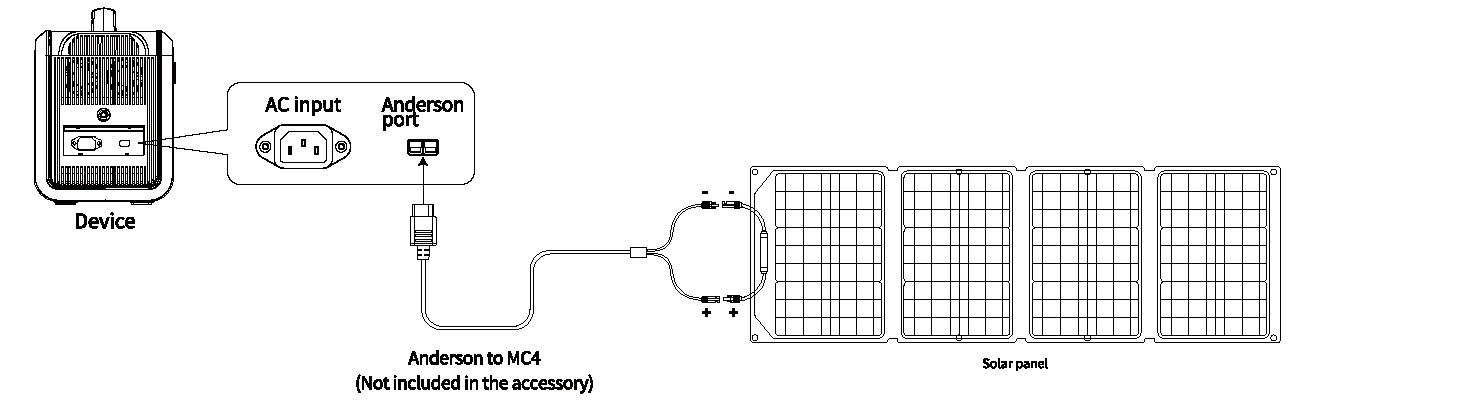 AC input
Anderson
port
Device
- -
+ +
Anderson to MC4
(Not included in the accessory)
Solar panel